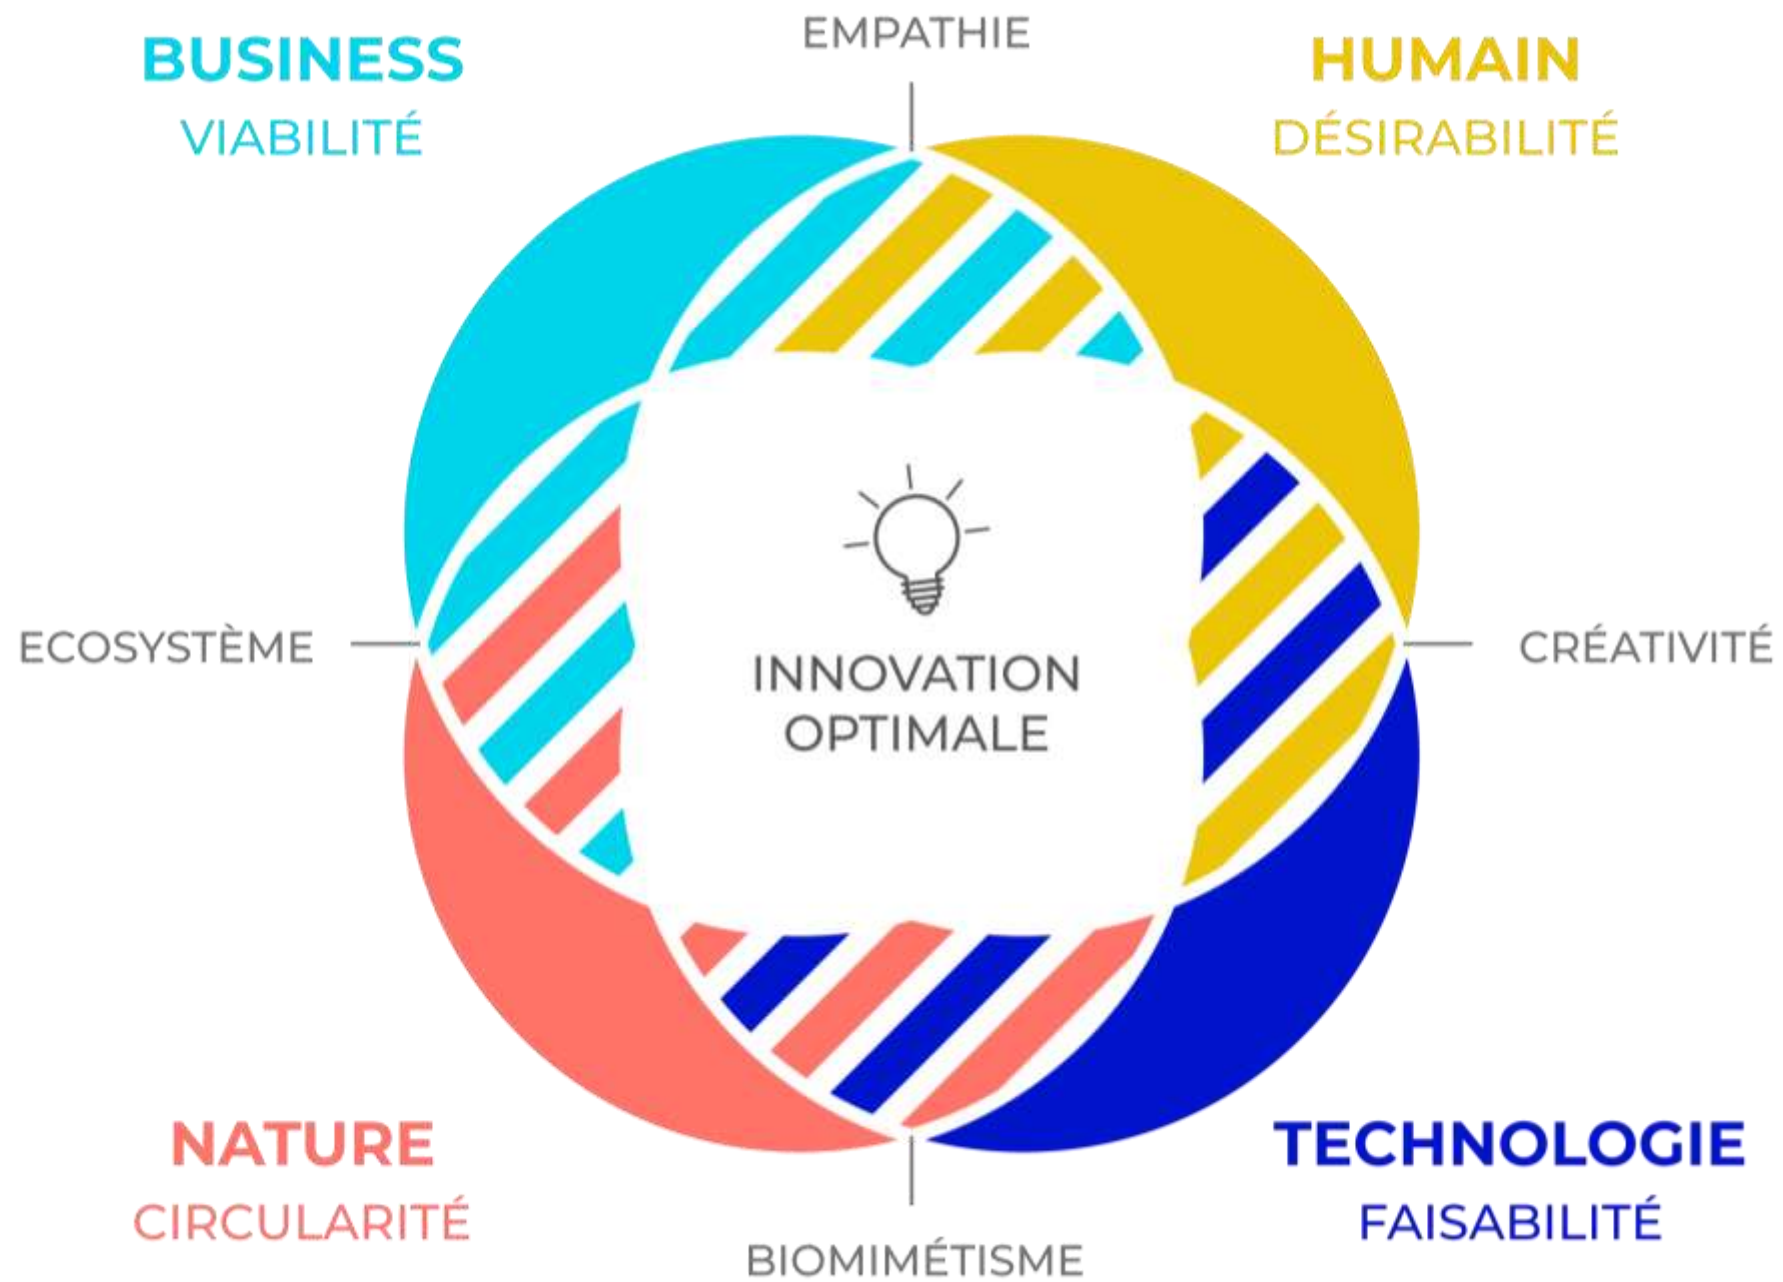 EMPATHIE
BUSINESS
VIABILITÉ
HUMAIN
DÉSIRABILITÉ
ECOSYSTÈME
INNOVATION
OPTIMALE
CRÉATIVITÉ
NATURE
CIRCULARITÉ
TECHNOLOGIE
FAISABILITÉ
BIOMIMÉTISME